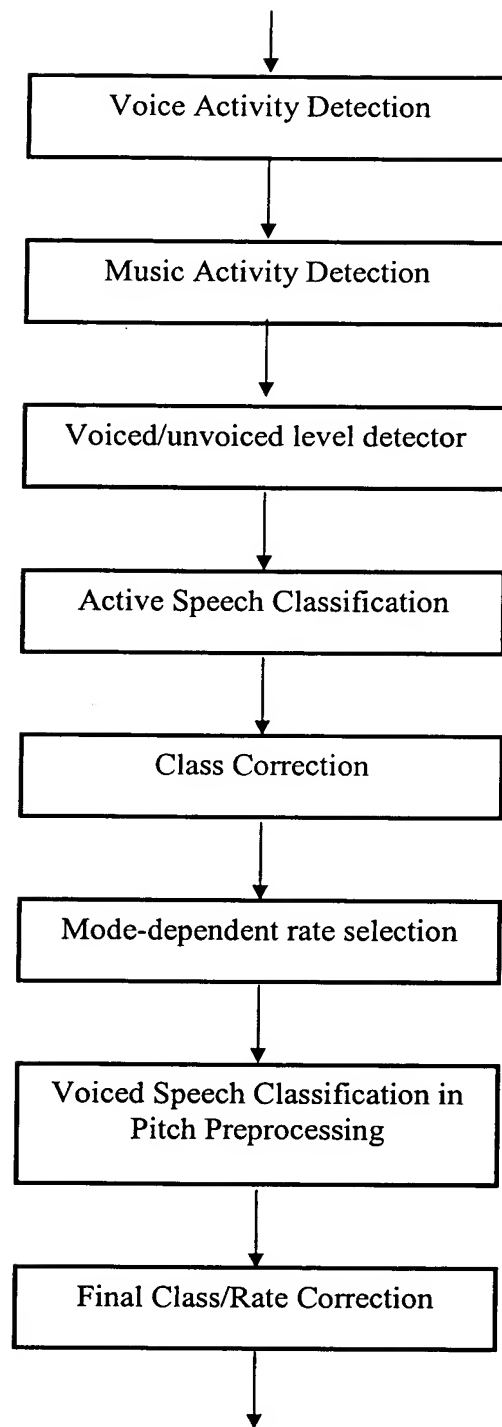 Voice Activity Detection
Music Activity Detection
Voiced/unvoiced level detector
Active Speech Classification
Class Correction
Mode-dependent rate selection
Voiced Speech Classification in
Pitch Preprocessing
Final Class/Rate Correction